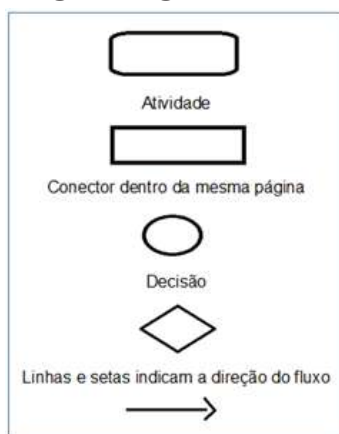 Atividade
Conector dentro da mesma página
Decisão
Linhas e setas indicam a direção do fluxo